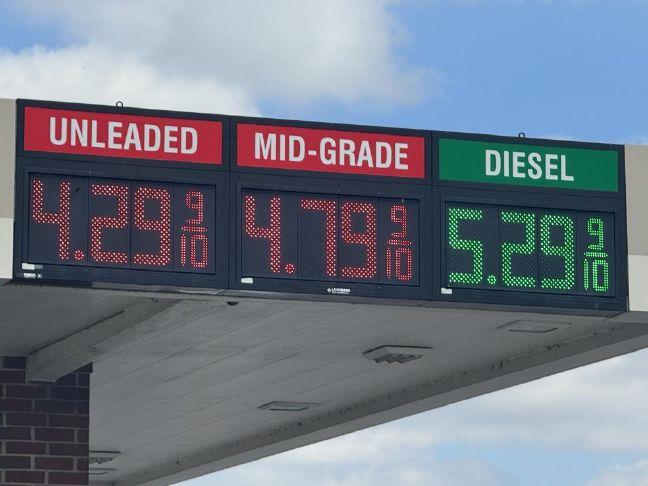 UNLEADED
4.29 9/10
MID-GRADE
4.79 9/10
DIESEL
5.29 9/10